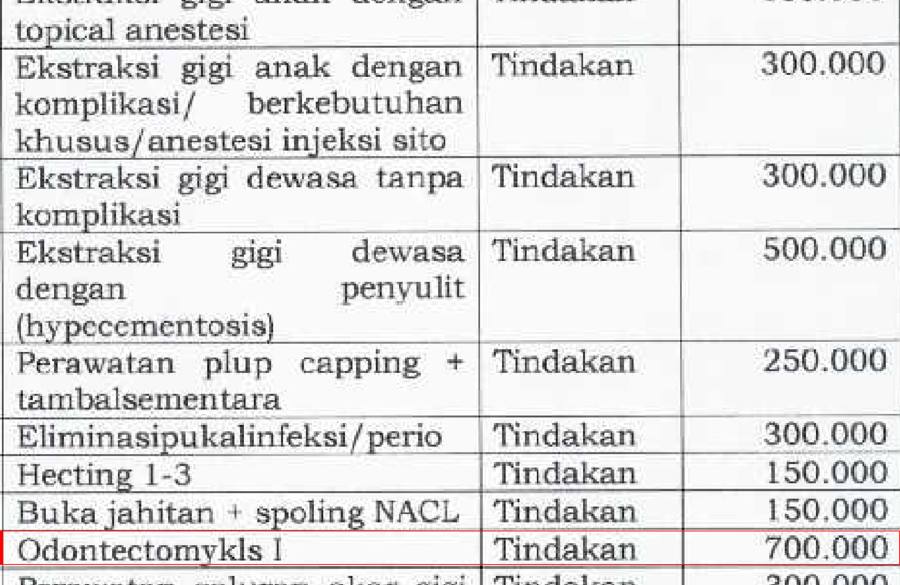 topical anestesi
Ekstraksi gigi anak dengan Tindakan 300.000
komplikasi/ berkebutuhan
khusus/anestesi injeksi sito
Ekstraksi gigi dewasa tanpa Tindakan 300.000
komplikasi
Ekstraksi gigi dewasa Tindakan 500.000
dengan penyulit
(hypecementosis)
Perawatan plup capping + Tindakan 250.000
tambalsementara
Eliminasipukalinfeksi/perio Tindakan 300.000
Hecting 1-3 Tindakan 150.000
Buka jahitan + spoling NACL Tindakan 150.000
Odontectomykls I Tindakan 700.000